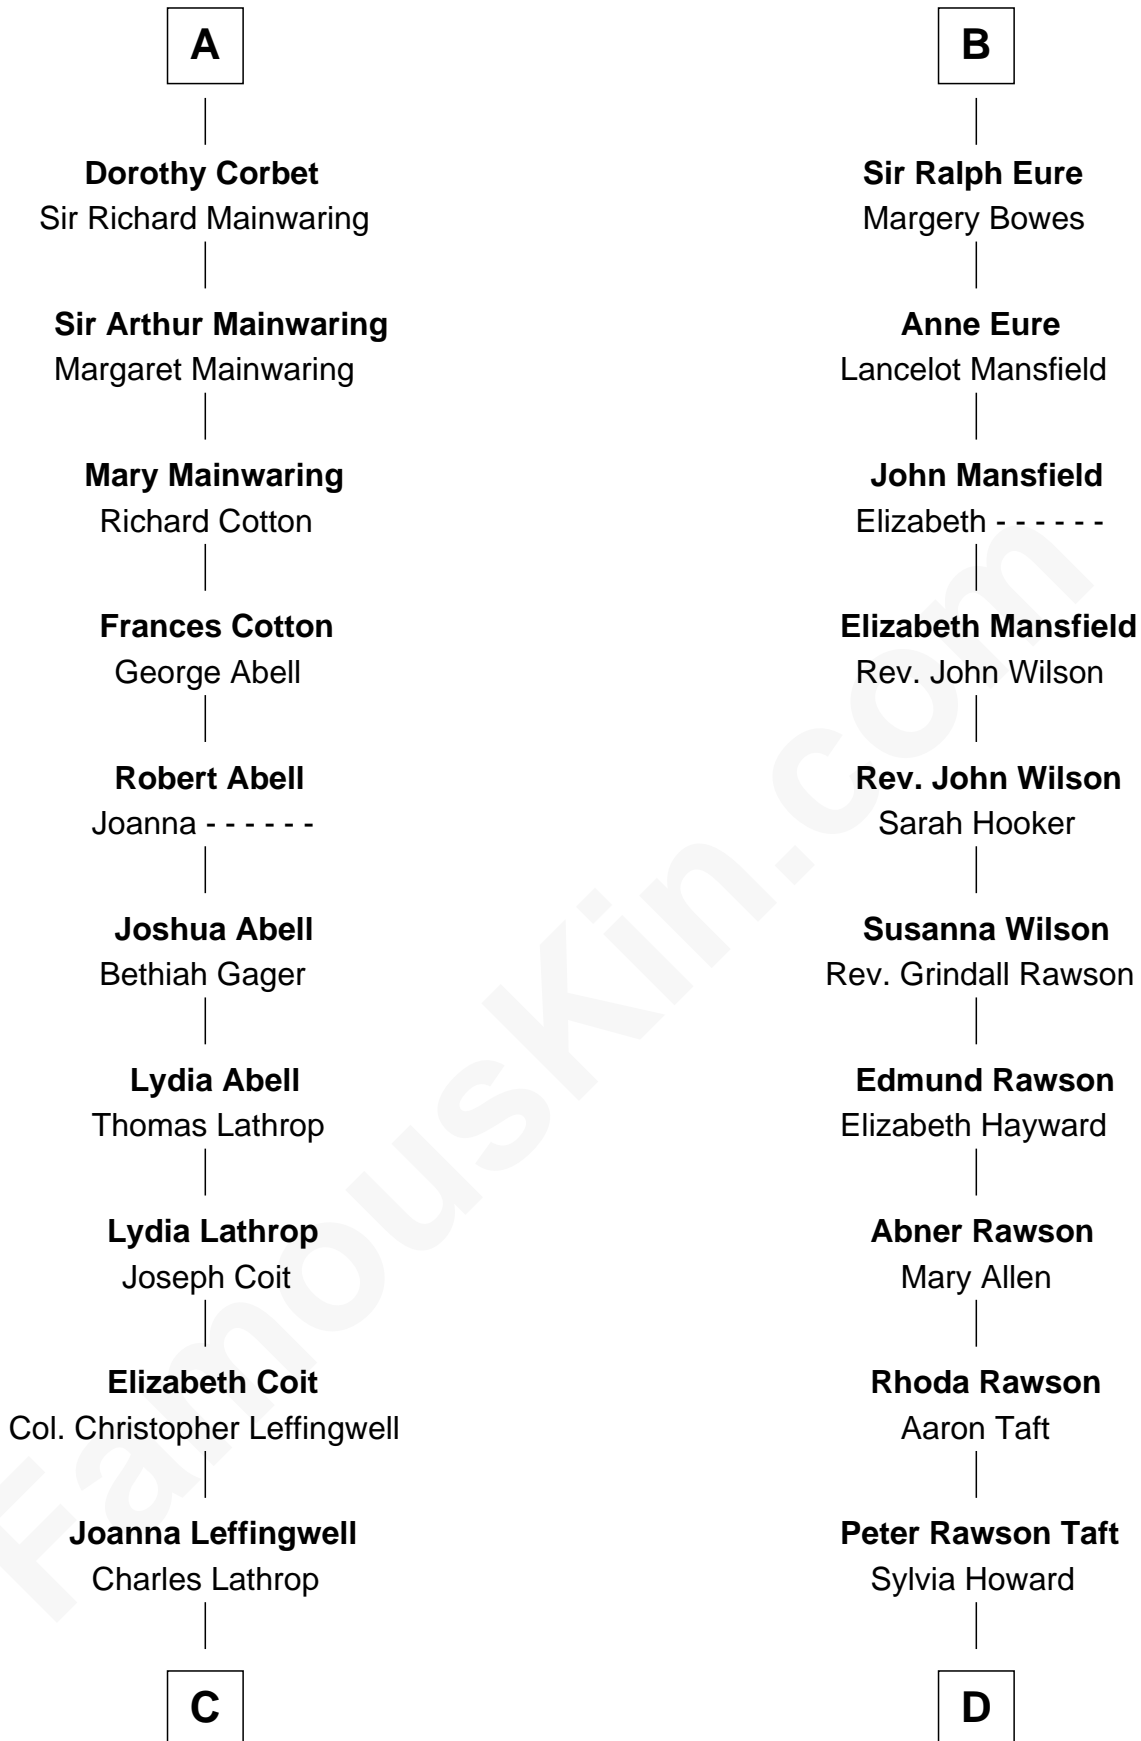 A
Dorothy Corbet
Sir Richard Mainwaring
Sir Arthur Mainwaring
Margaret Mainwaring
Mary Mainwaring
Richard Cotton
Frances Cotton
George Abell
Robert Abell
Joanna - - - - - -
Joshua Abell
Bethiah Gager
Lydia Abell
Thomas Lathrop
Lydia Lathrop
Joseph Coit
Elizabeth Coit
Col. Christopher Leffingwell
Joanna Leffingwell
Charles Lathrop
C
B
Sir Ralph Eure
Margery Bowes
Anne Eure
Lancelot Mansfield
John Mansfield
Elizabeth - - - - - -
Elizabeth Mansfield
Rev. John Wilson
Rev. John Wilson
Sarah Hooker
Susanna Wilson
Rev. Grindall Rawson
Edmund Rawson
Elizabeth Hayward
Abner Rawson
Mary Allen
Rhoda Rawson
Aaron Taft
Peter Rawson Taft
Sylvia Howard
D
FamousKin.com